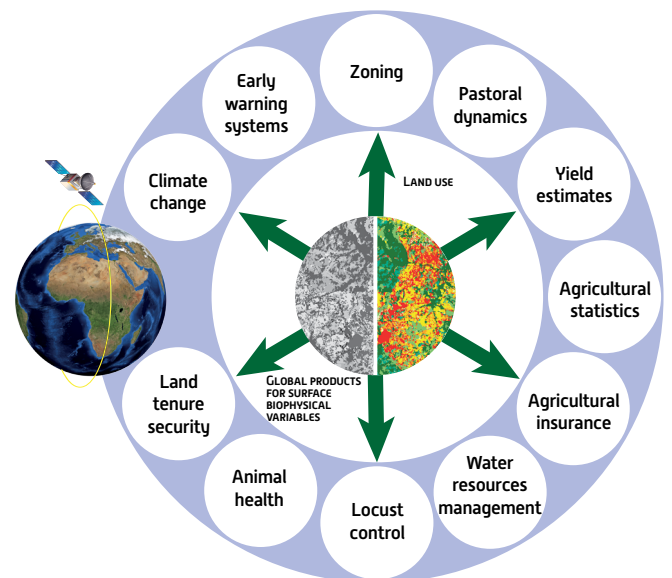 Zoning
Early
warning
systems
Pastoral
dynamics
Climate
change
LAND USE
Yield
estimates
Agricultural
statistics
Land
tenure
security
GLOBAL PRODUCTS
FOR SURFACE
BIOPHYSICAL
VARIABLES
Agricultural
insurance
Animal
health
Locust
control
Water
resources
management